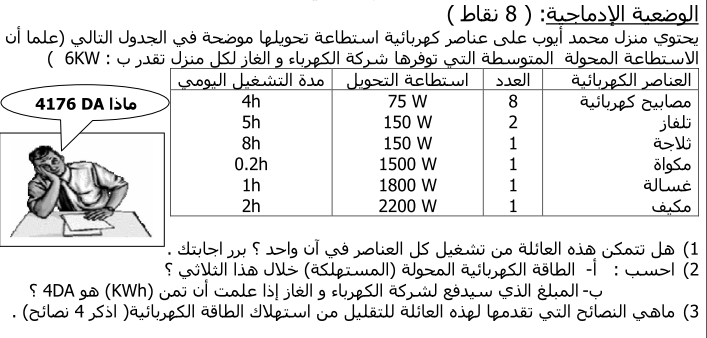 الوضعية الإدماجية: ( 8 نقاط )
يحتوي منزل محمد أيوب على عناصر كهربائية استطاعة تحويلها موضحة في الجدول التالي (علما أن
الاستطاعة المحولة المتوسطة التي توفرها شركة الكهرباء و الغاز لكل منزل تقدر ب : 6KW )
العناصر الكهربائية العدد استطاعة التحويل مدة التشغيل اليومي
مصابيح كهربائية 8 75 W 4h
تلفاز 2 150 W 5h
ثلاجة 1 150 W 8h
مكواة 1 1500 W 0.2h
غسالة 1 1800 W 1h
مكيف 1 2200 W 2h
ماذا 4176 DA
1) هل تتمكن هذه العائلة من تشغيل كل العناصر في أن واحد ؟ برر اجابتك .
2) احسب : أ- الطاقة الكهربائية المحولة (المستهلكة) خلال هذا الثلاثي ؟
ب- المبلغ الذي سيدفع لشركة الكهرباء و الغاز إذا علمت أن ثمن (KWh) هو 4DA ؟
3) ماهي النصائح التي تقدمها لهذه العائلة للتقليل من استهلاك الطاقة الكهربائية( اذكر 4 نصائح) .